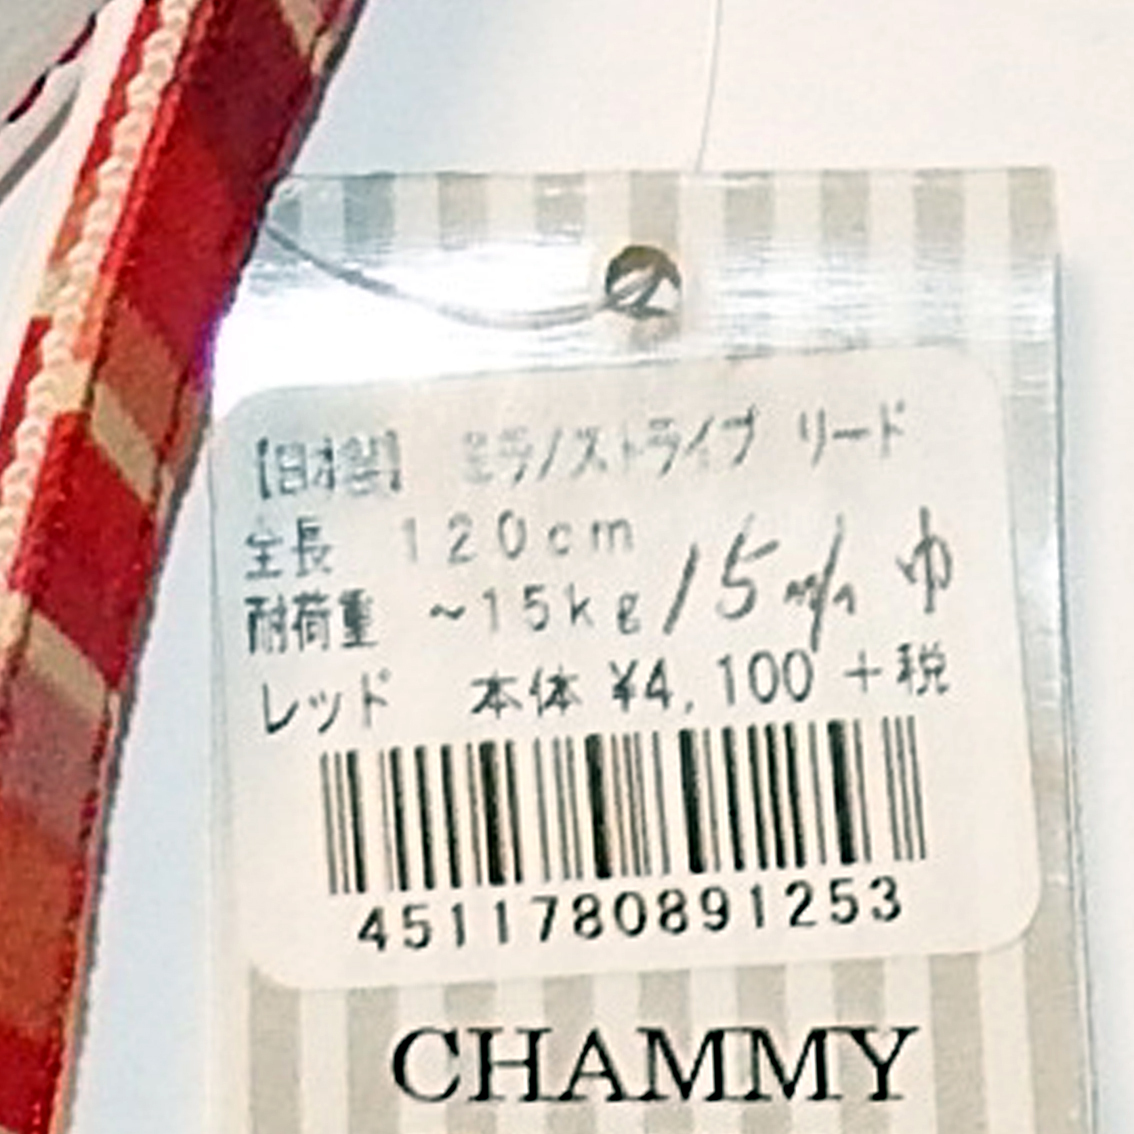 【日本製】 ミラノストライプ リード
全長 120cm
耐荷重 ~15kg/15m/m 巾
レッド 本体 ¥4,100+税
4511780891253
CHAMMY